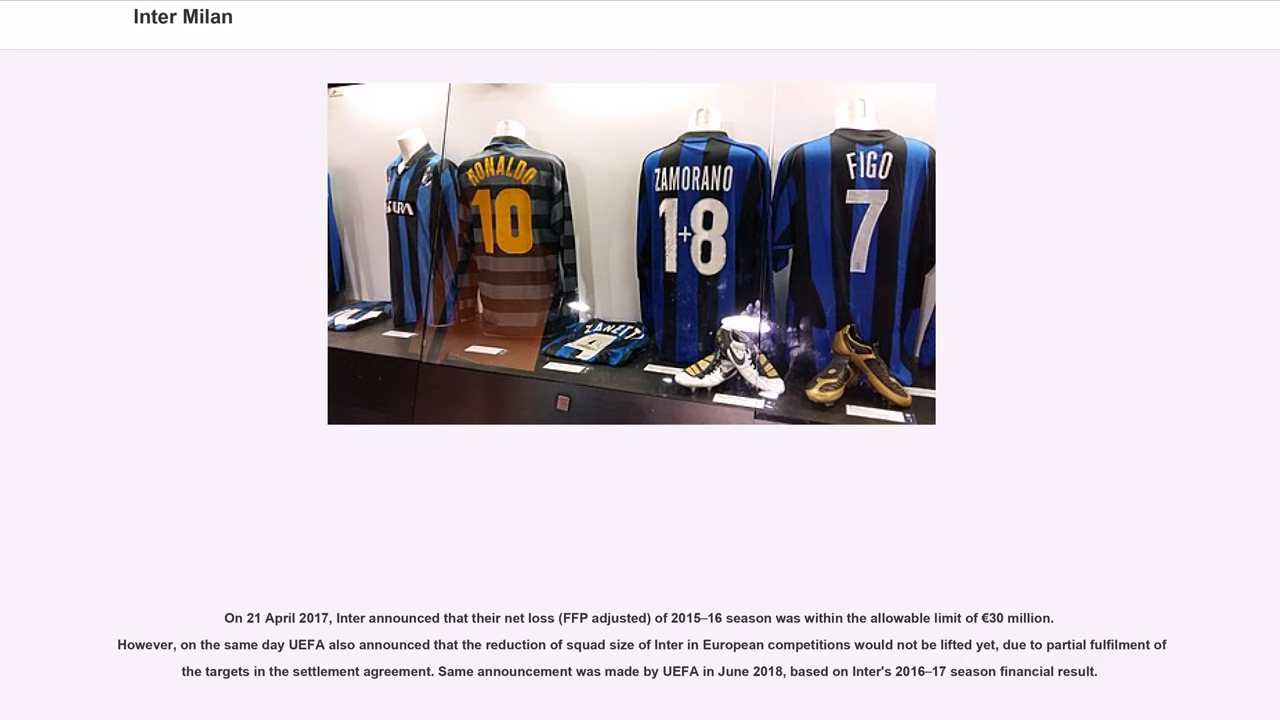 Inter Milan
RONALDO
10
ZAMORANO
1+8
FIGO
7
ZANETTI
4
On 21 April 2017, Inter announced that their net loss (FFP adjusted) of 2015–16 season was within the allowable limit of €30 million.
However, on the same day UEFA also announced that the reduction of squad size of Inter in European competitions would not be lifted yet, due to partial fulfilment of
the targets in the settlement agreement. Same announcement was made by UEFA in June 2018, based on Inter's 2016–17 season financial result.